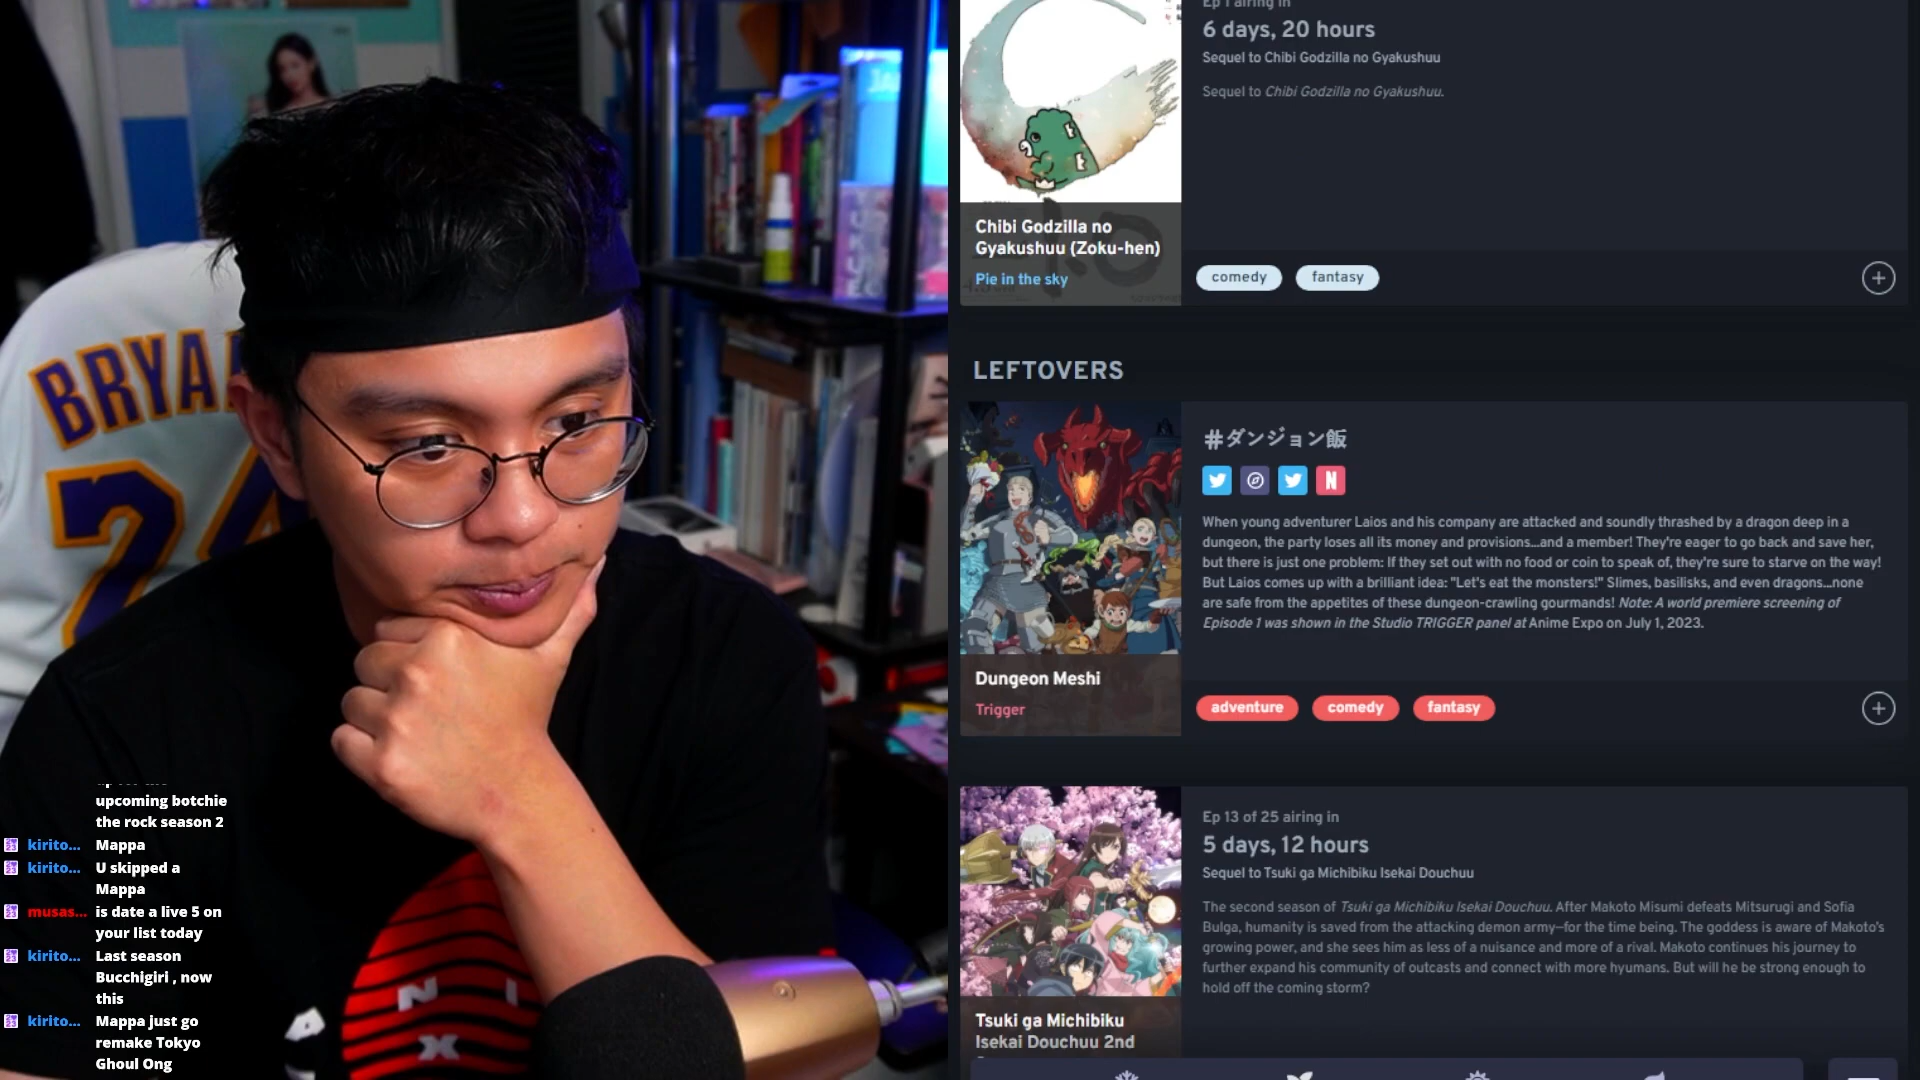 BRYA
24
N I
X
upcoming botchie
the rock season 2
kirito... Mappa
kirito... U skipped a
Mappa
musas... is date a live 5 on
your list today
kirito... Last season
Bucchigiri , now
this
kirito... Mappa just go
remake Tokyo
Ghoul Ong
Ep 1 airing in
6 days, 20 hours
Sequel to Chibi Godzilla no Gyakushuu
Sequel to Chibi Godzilla no Gyakushuu.
Chibi Godzilla no
Gyakushuu (Zoku-hen)
Pie in the sky
comedy fantasy
LEFTOVERS
#ダンジョン飯
N
When young adventurer Laios and his company are attacked and soundly thrashed by a dragon deep in a
dungeon, the party loses all its money and provisions...and a member! They're eager to go back and save her,
but there is just one problem: If they set out with no food or coin to speak of, they're sure to starve on the way!
But Laios comes up with a brilliant idea: "Let's eat the monsters!" Slimes, basilisks, and even dragons...none
are safe from the appetites of these dungeon-crawling gourmands! Note: A world premiere screening of
Episode 1 was shown in the Studio TRIGGER panel at Anime Expo on July 1, 2023.
Dungeon Meshi
Trigger
adventure comedy fantasy
Ep 13 of 25 airing in
5 days, 12 hours
Sequel to Tsuki ga Michibiku Isekai Douchuu
The second season of Tsuki ga Michibiku Isekai Douchuu. After Makoto Misumi defeats Mitsurugi and Sofia
Bulga, humanity is saved from the attacking demon army—for the time being. The goddess is aware of Makoto's
growing power, and she sees him as less of a nuisance and more of a rival. Makoto continues his journey to
further expand his community of outcasts and connect with more hyumans. But will he be strong enough to
hold off the coming storm?
Tsuki ga Michibiku
Isekai Douchuu 2nd